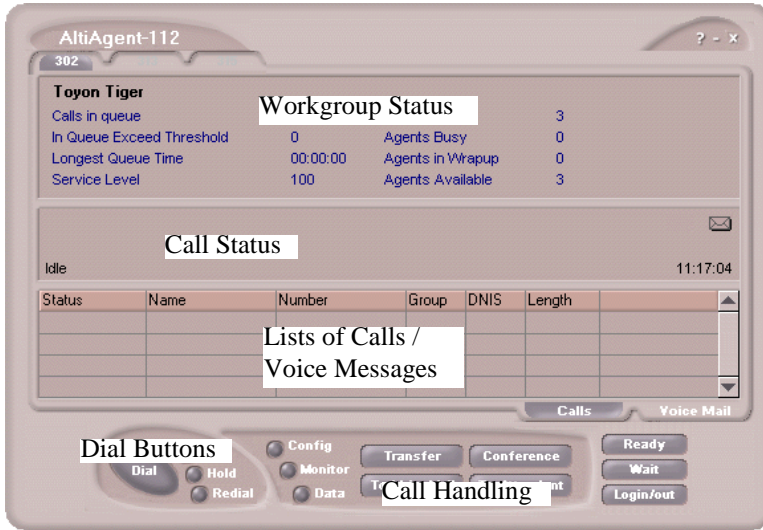 AltiAgent-112
? - x
302
Toyon Tiger
Workgroup Status
Calls in queue 3
In Queue Exceed Threshold 0 Agents Busy 0
Longest Queue Time 00:00:00 Agents in Wrapup 0
Service Level 100 Agents Available 3
Call Status
Idle 11:17:04
Status Name Number Group DNIS Length
Lists of Calls /
Voice Messages
Calls Voice Mail
Dial Buttons
Dial Hold Redial
Config
Monitor
Data
Transfer Conference
Call Handling
Ready
Wait
Login/out